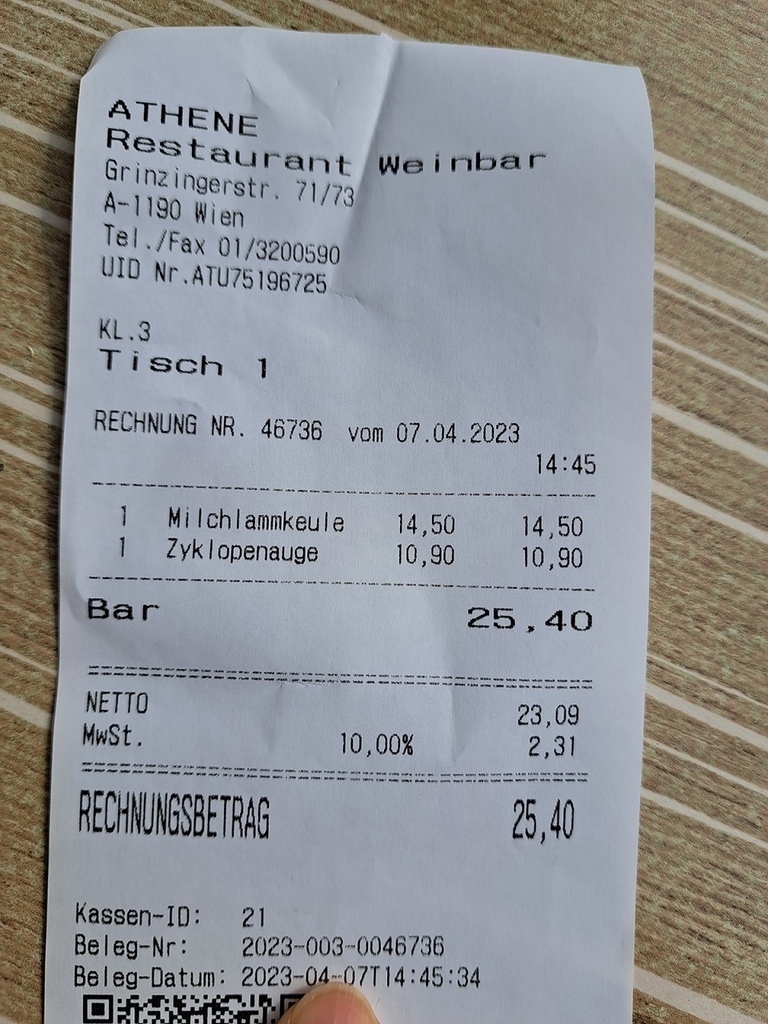 ATHENE
Restaurant Weinbar
Grinzingerstr. 71/73
A-1190 Wien
Tel./Fax 01/3200590
UID Nr.ATU75196725
KL.3
Tisch 1
RECHNUNG NR. 46736 vom 07.04.2023
14:45
1 Milchlammkeule 14,50 14,50
1 Zyklopenauge 10,90 10,90
Bar 25,40
NETTO 23,09
MwSt. 10,00% 2,31
RECHNUNGSBETRAG 25,40
Kassen-ID: 21
Beleg-Nr: 2023-003-0046736
Beleg-Datum: 2023-04-07T14:45:34